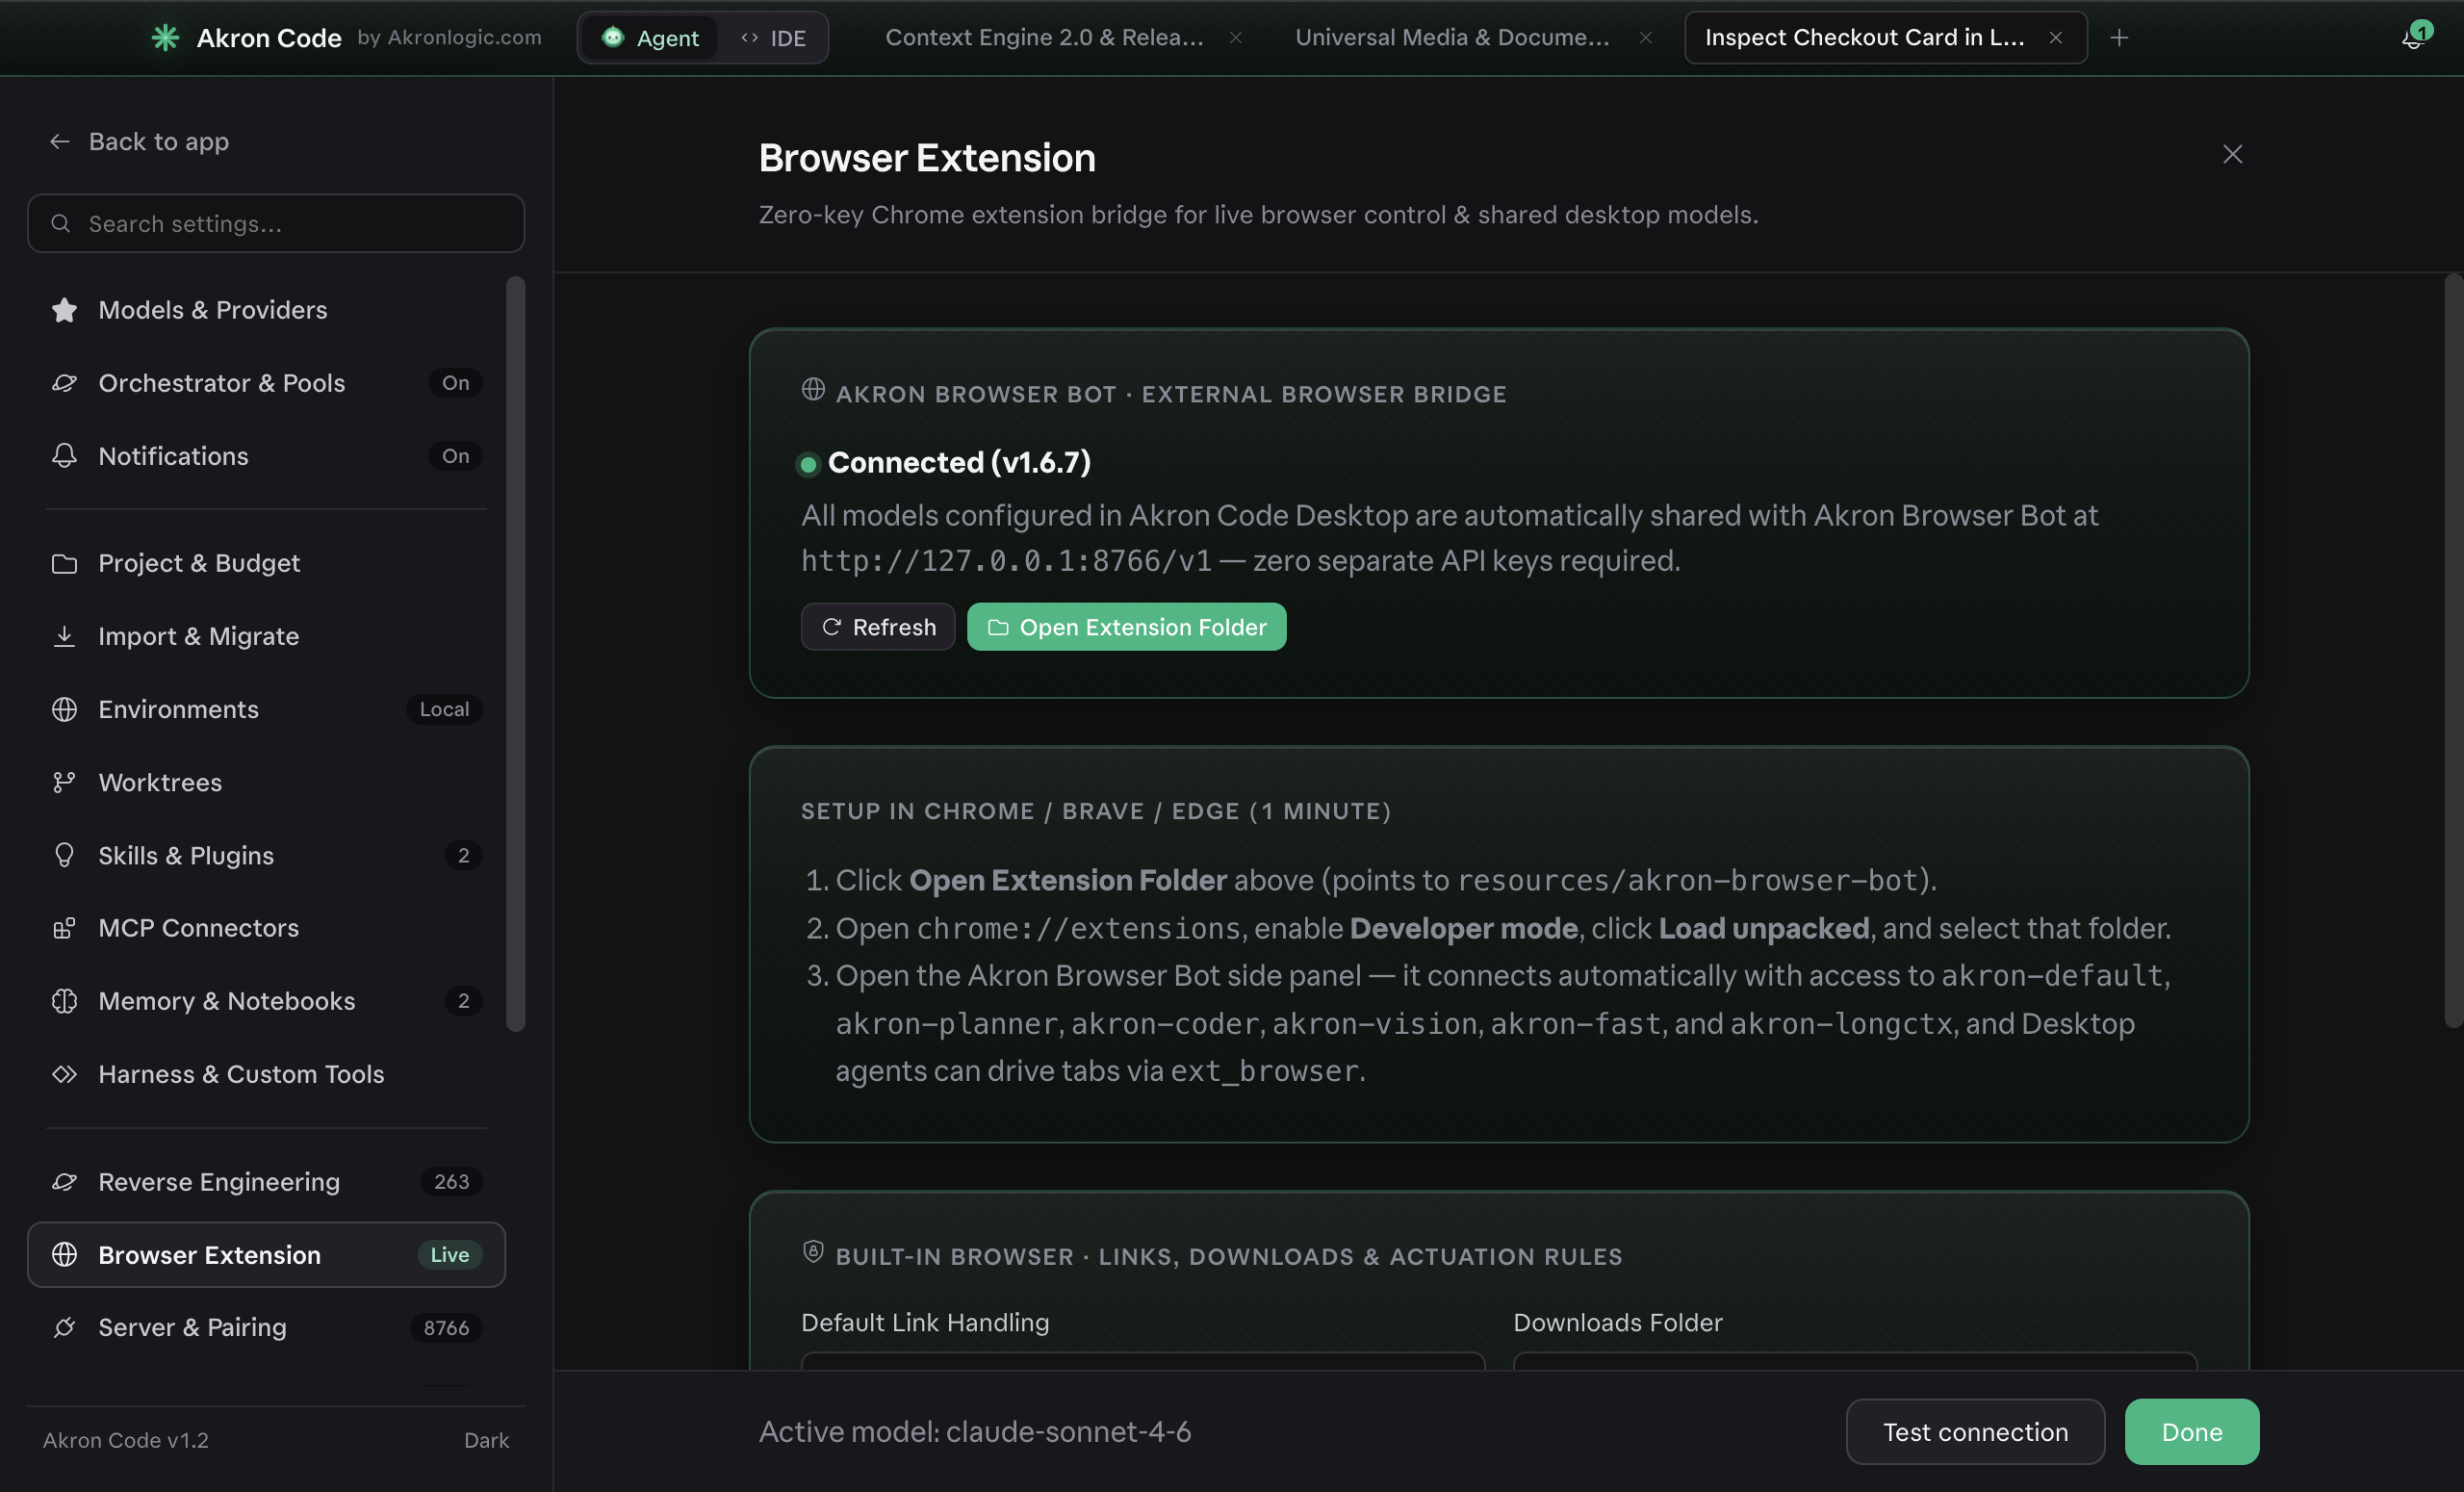 Akron Code by Akronlogic.com
Agent
IDE
Context Engine 2.0 & Relea...
Universal Media & Docume...
Inspect Checkout Card in L...
1
Back to app
Search settings...
Models & Providers
Orchestrator & Pools On
Notifications On
Project & Budget
Import & Migrate
Environments Local
Worktrees
Skills & Plugins 2
MCP Connectors
Memory & Notebooks 2
Harness & Custom Tools
Reverse Engineering 263
Browser Extension Live
Server & Pairing 8766
Akron Code v1.2 Dark
Browser Extension
Zero-key Chrome extension bridge for live browser control & shared desktop models.
AKRON BROWSER BOT · EXTERNAL BROWSER BRIDGE
Connected (v1.6.7)
All models configured in Akron Code Desktop are automatically shared with Akron Browser Bot at
http://127.0.0.1:8766/v1 — zero separate API keys required.
Refresh
Open Extension Folder
SETUP IN CHROME / BRAVE / EDGE (1 MINUTE)
1. Click Open Extension Folder above (points to resources/akron-browser-bot).
2. Open chrome://extensions, enable Developer mode, click Load unpacked, and select that folder.
3. Open the Akron Browser Bot side panel — it connects automatically with access to akron-default,
akron-planner, akron-coder, akron-vision, akron-fast, and akron-longctx, and Desktop
agents can drive tabs via ext_browser.
BUILT-IN BROWSER · LINKS, DOWNLOADS & ACTUATION RULES
Default Link Handling
Downloads Folder
Active model: claude-sonnet-4-6
Test connection
Done